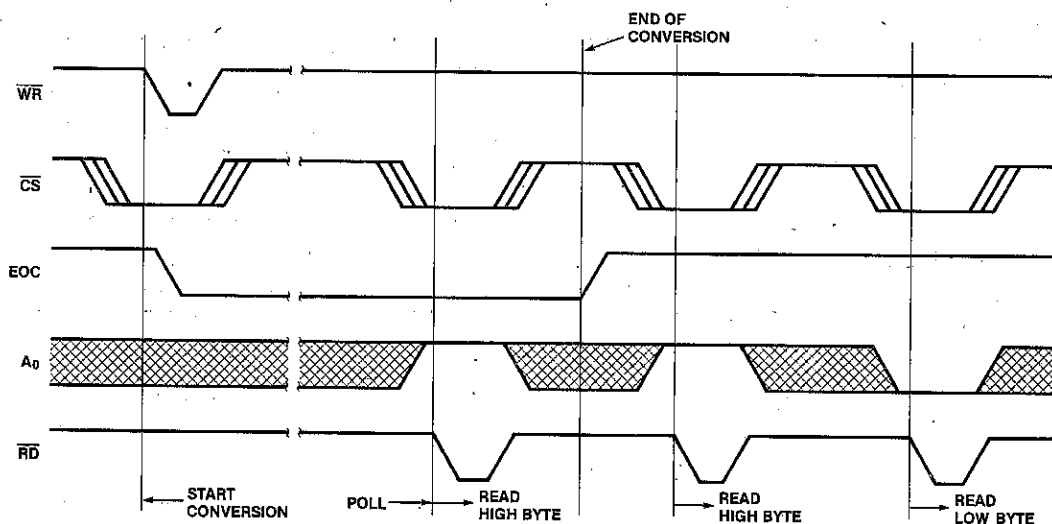 END OF
CONVERSION
WR
CS
EOC
A0
RD
START
CONVERSION
POLL
READ
HIGH BYTE
READ
HIGH BYTE
READ
LOW BYTE